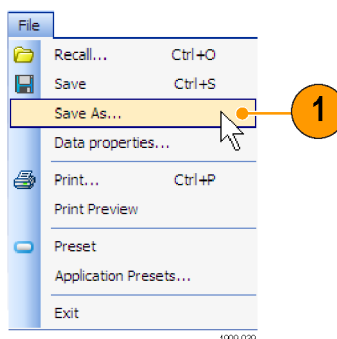 File
Recall... Ctrl+O
Save Ctrl+S
Save As...
1
Data properties...
Print... Ctrl+P
Print Preview
Preset
Application Presets...
Exit